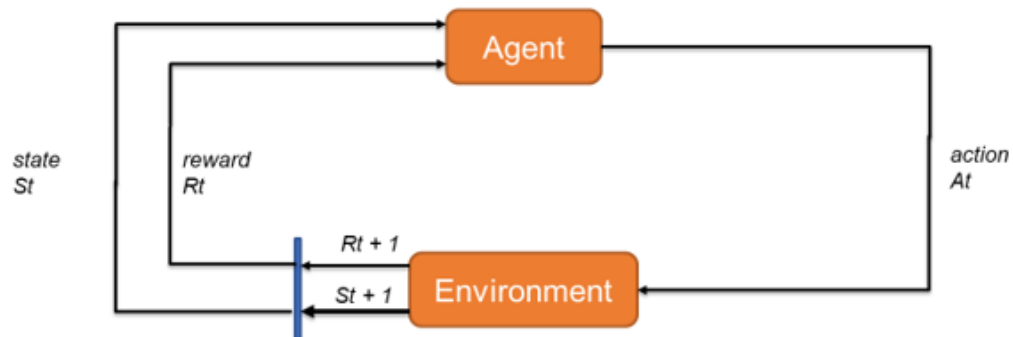 Agent
state
St
reward
Rt
action
At
Rt + 1
St + 1
Environment